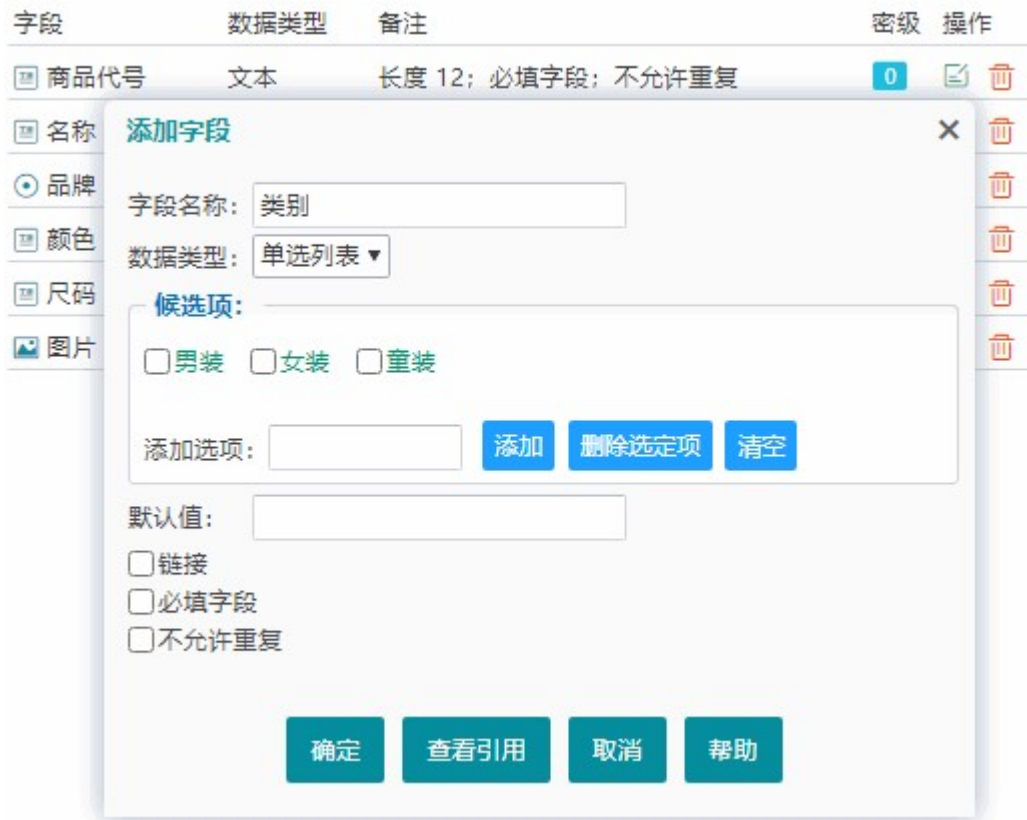 字段 数据类型 备注 密级 操作
商品代号 文本 长度 12；必填字段；不允许重复 0
名称
品牌
颜色
尺码
图片
添加字段
字段名称： 类别
数据类型： 单选列表
候选项：
男装 女装 童装
添加选项： 添加 删除选定项 清空
默认值：
链接
必填字段
不允许重复
确定 查看引用 取消 帮助